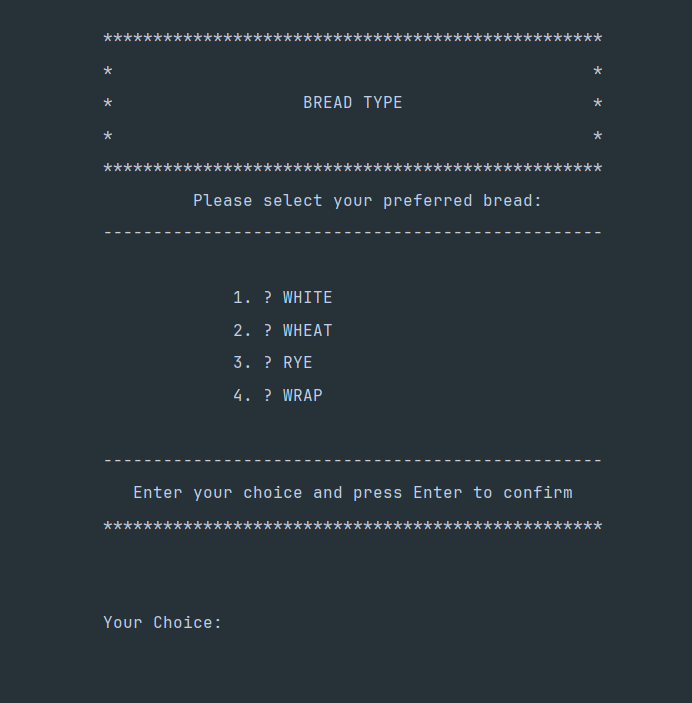 **************************************************
*                                                *
*                   BREAD TYPE                   *
*                                                *
**************************************************
Please select your preferred bread:
--------------------------------------------------
1. ? WHITE
2. ? WHEAT
3. ? RYE
4. ? WRAP
--------------------------------------------------
Enter your choice and press Enter to confirm
**************************************************
Your Choice: